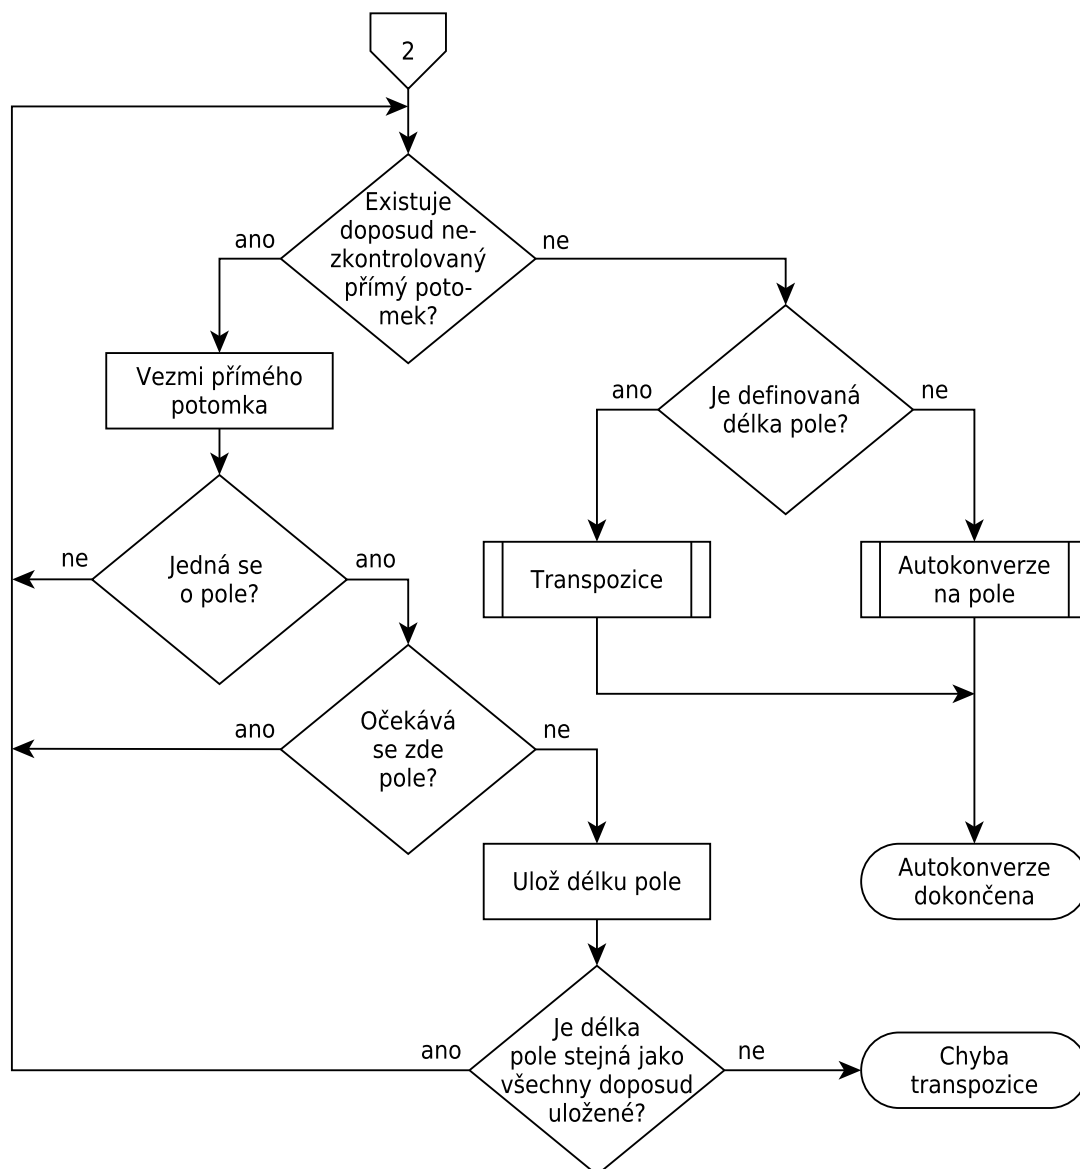 2
Existuje
doposud ne-
zkontrolovaný
přímý poto-
mek?
ano
ne
Vezmi přímého
potomka
Je definovaná
délka pole?
ano
ne
Jedná se
o pole?
ne
ano
Transpozice
Autokonverze
na pole
Očekává
se zde
pole?
ano
ne
Ulož délku pole
Autokonverze
dokončena
Je délka
pole stejná jako
všechny doposud
uložené?
ano
ne
Chyba
transpozice